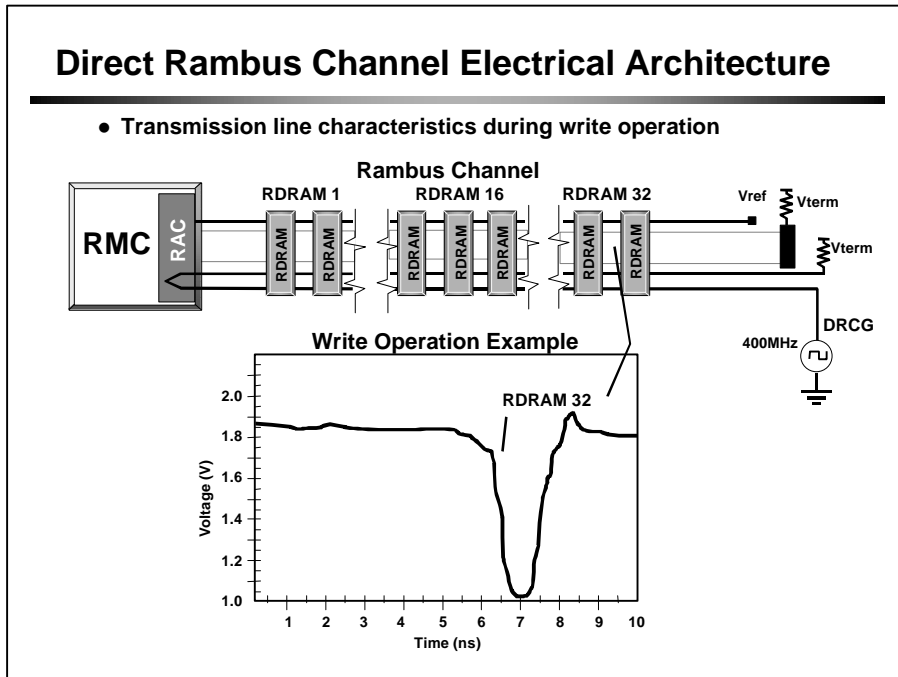 Direct Rambus Channel Electrical Architecture
● Transmission line characteristics during write operation
Rambus Channel
RDRAM 1
RDRAM 16
RDRAM 32
Vref
Vterm
RMC
RAC
RDRAM
RDRAM
RDRAM
RDRAM
RDRAM
RDRAM
RDRAM
Vterm
DRCG
400MHz
Write Operation Example
RDRAM 32
2.0
1.8
1.6
1.4
1.2
1.0
Voltage (V)
1 2 3 4 5 6 7 8 9 10
Time (ns)